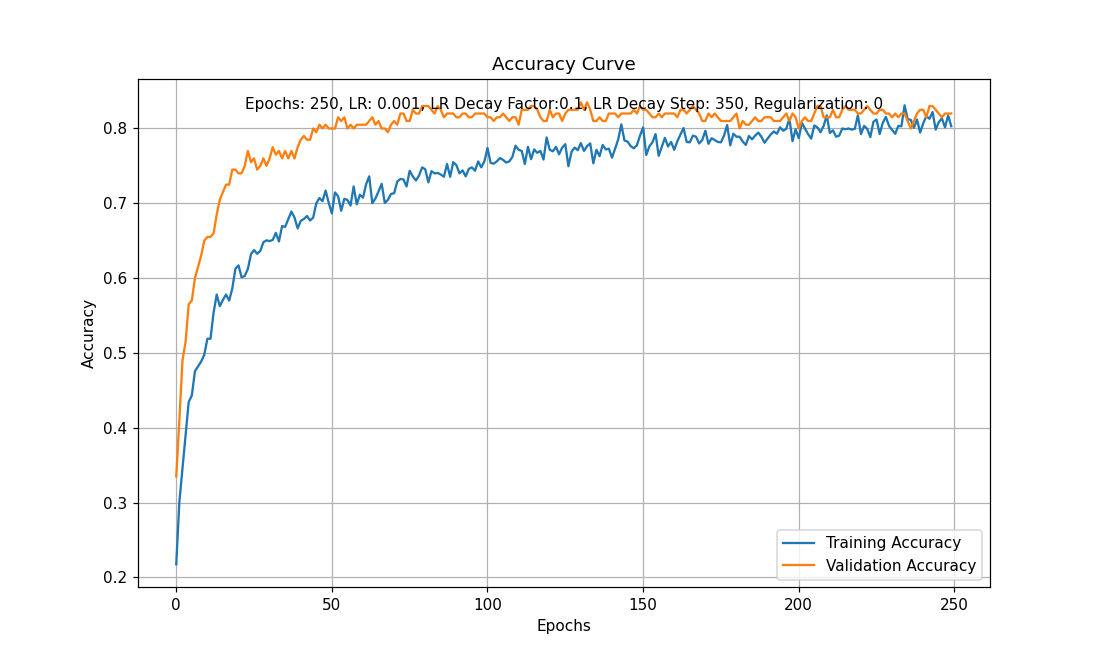 Accuracy Curve
Epochs: 250, LR: 0.001, LR Decay Factor:0.1, LR Decay Step: 350, Regularization: 0
Accuracy
0.8
0.7
0.6
0.5
0.4
0.3
0.2
Training Accuracy
Validation Accuracy
0 50 100 150 200 250
Epochs